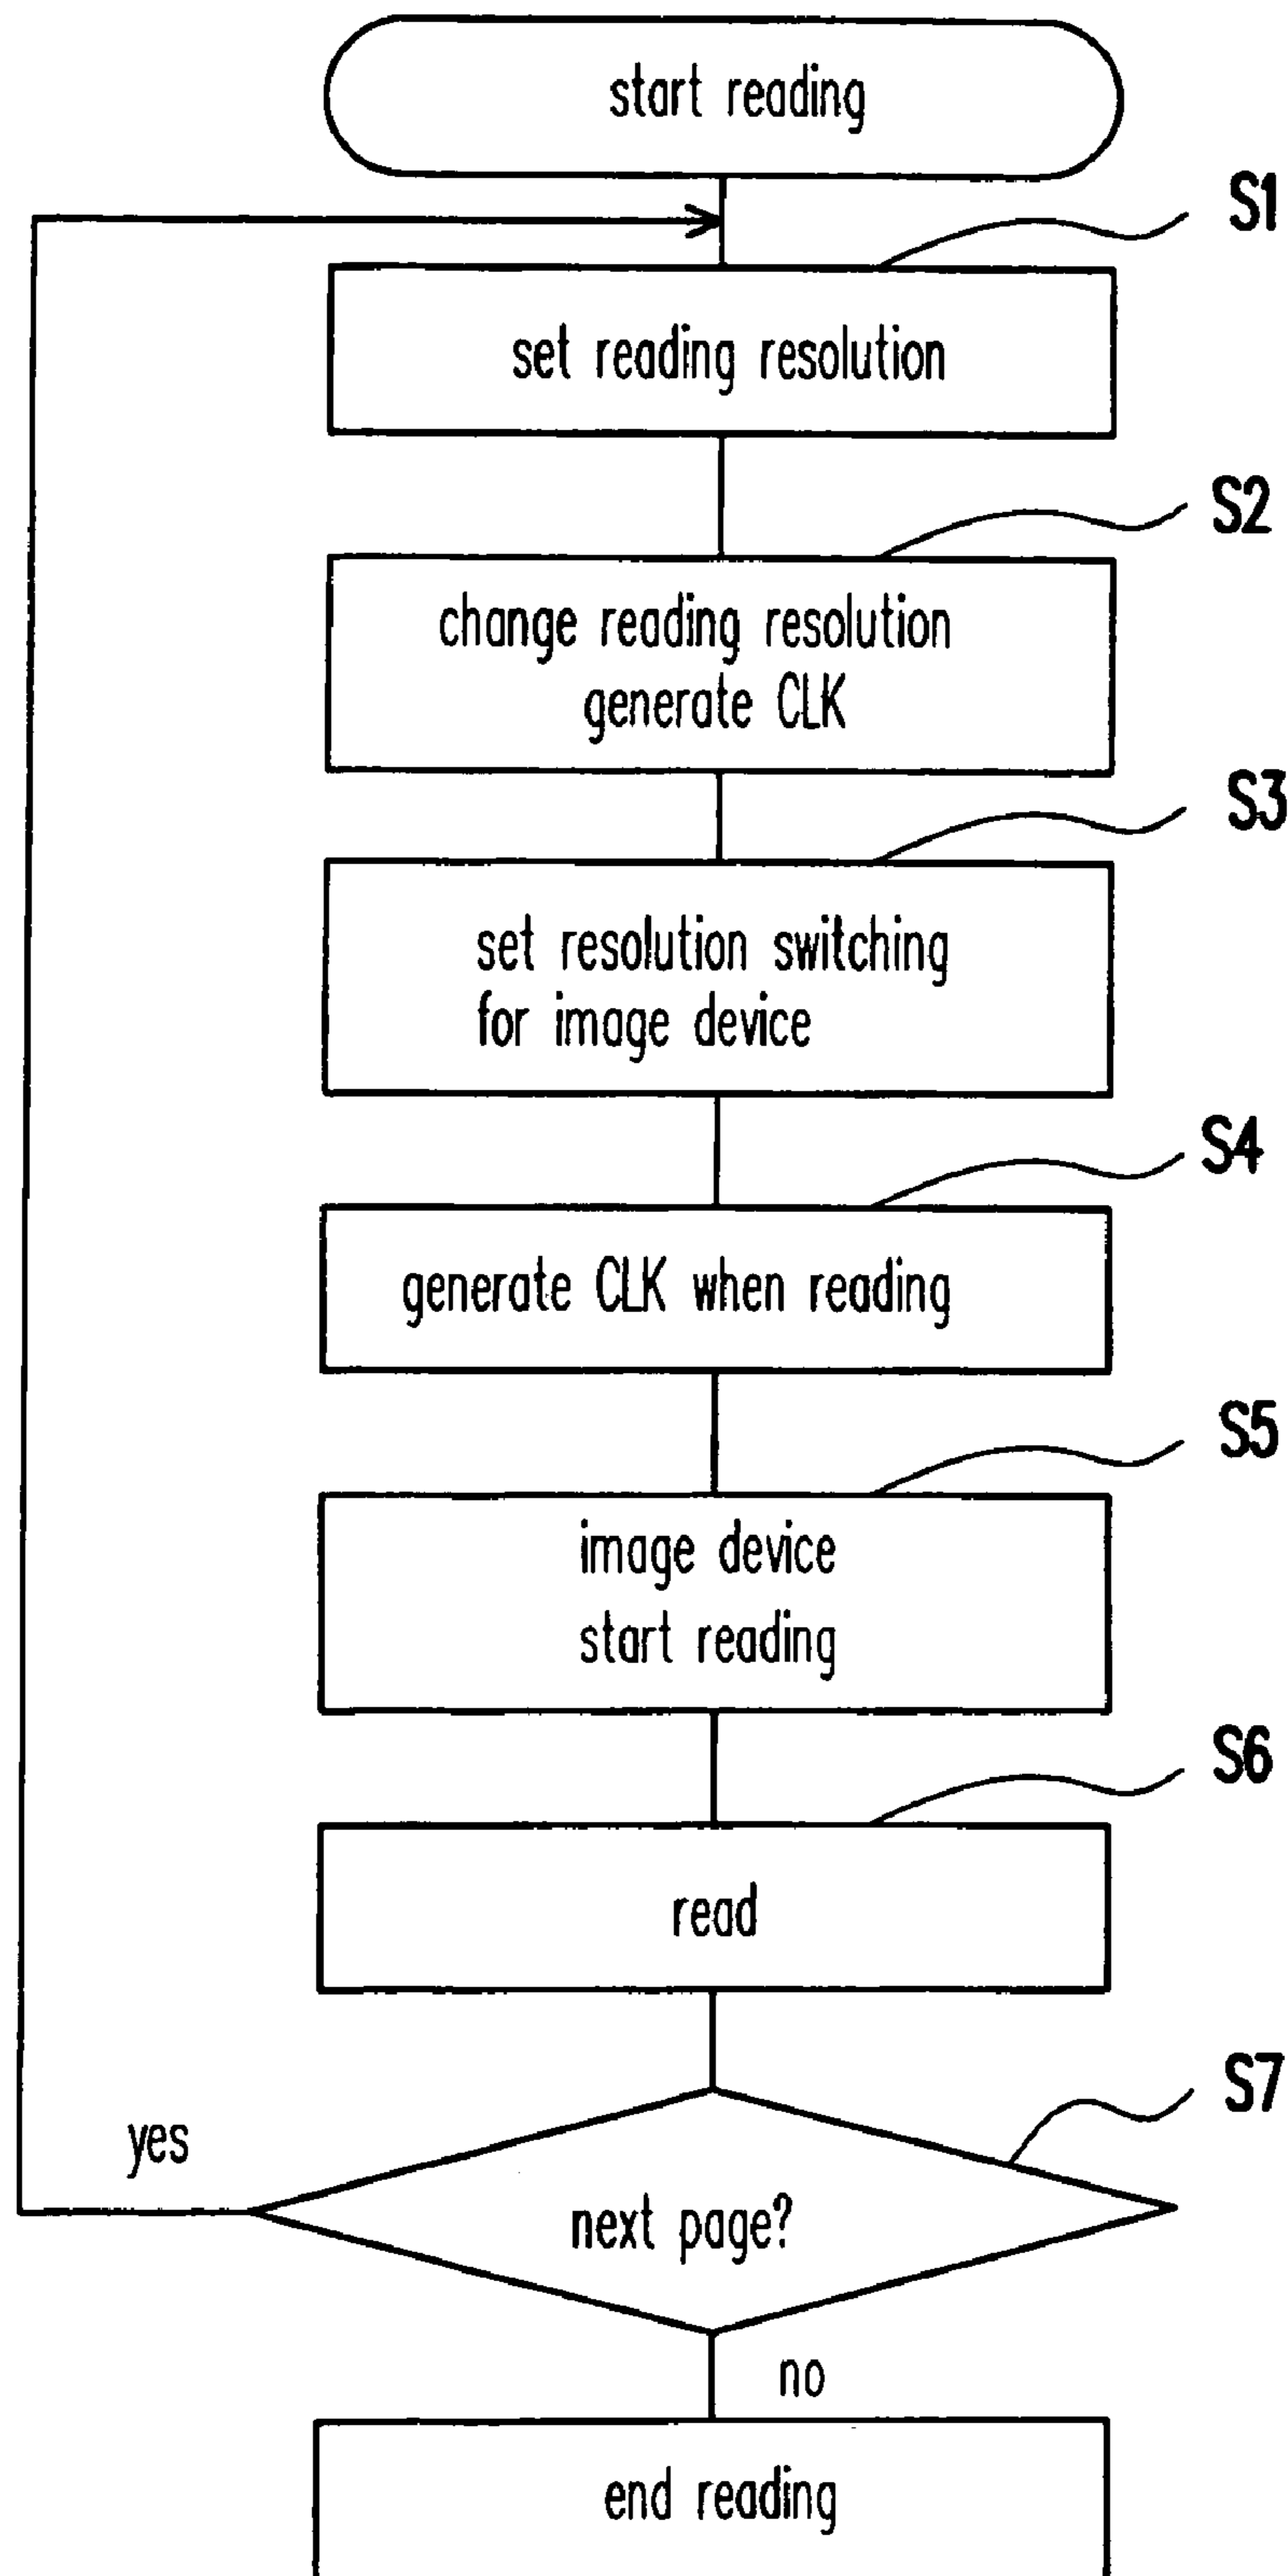 start reading
S1
set reading resolution
S2
change reading resolution
generate CLK
S3
set resolution switching
for image device
S4
generate CLK when reading
S5
image device
start reading
S6
read
S7
yes
next page?
no
end reading